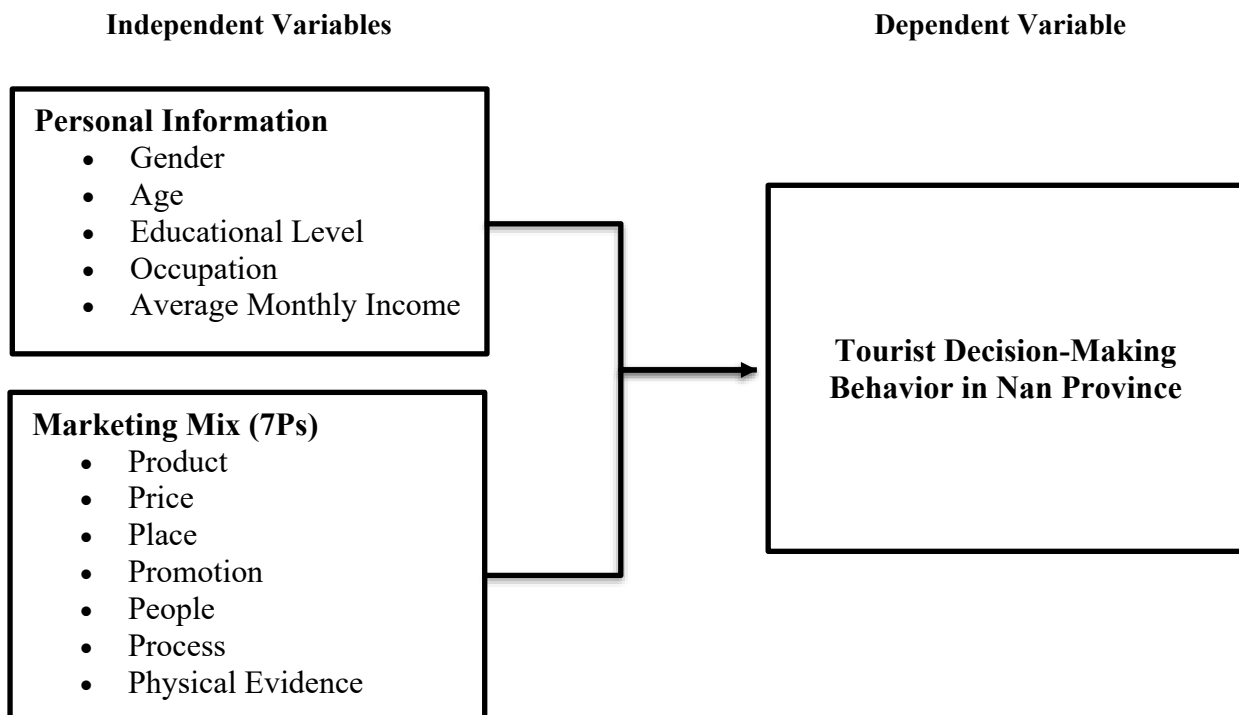 Independent Variables
Dependent Variable
Personal Information
• Gender
• Age
• Educational Level
• Occupation
• Average Monthly Income
Marketing Mix (7Ps)
• Product
• Price
• Place
• Promotion
• People
• Process
• Physical Evidence
Tourist Decision-Making
Behavior in Nan Province